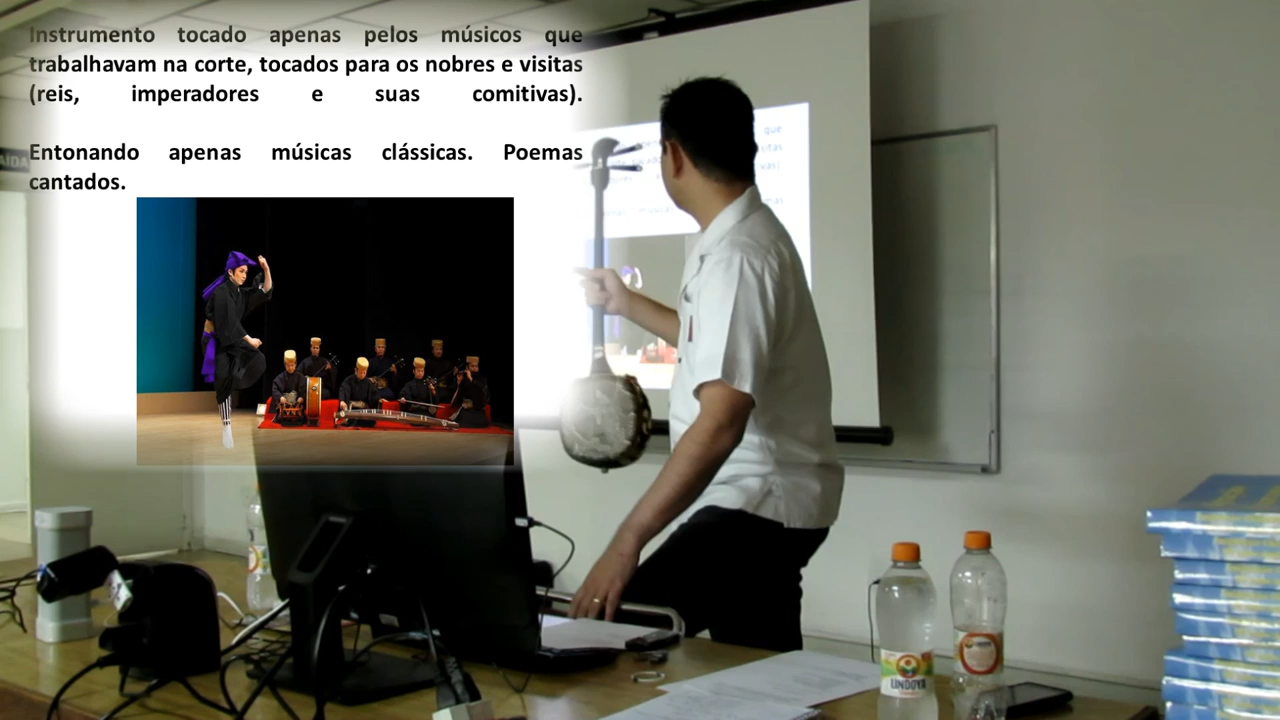 Instrumento tocado apenas pelos músicos que
trabalhavam na corte, tocados para os nobres e visitas
(reis, imperadores e suas comitivas).
Entonando apenas músicas clássicas. Poemas
cantados.
que
LINDOYA